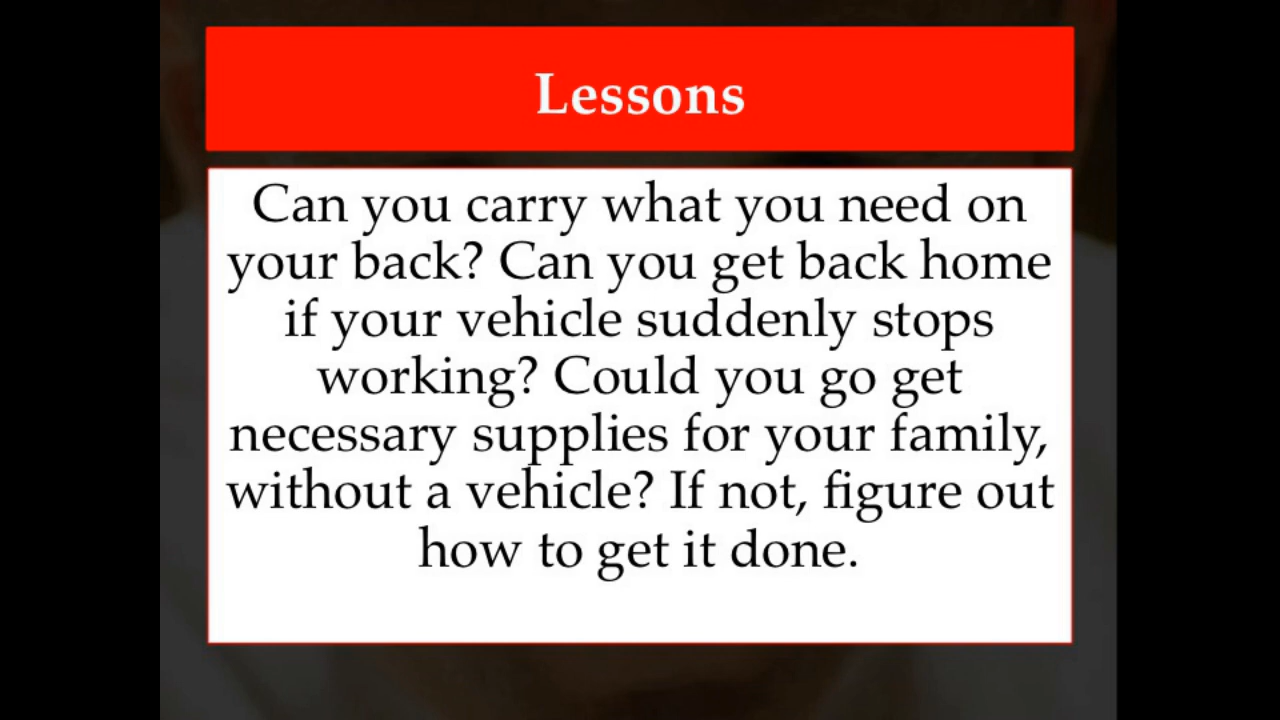 Lessons
Can you carry what you need on
your back? Can you get back home
if your vehicle suddenly stops
working? Could you go get
necessary supplies for your family,
without a vehicle? If not, figure out
how to get it done.